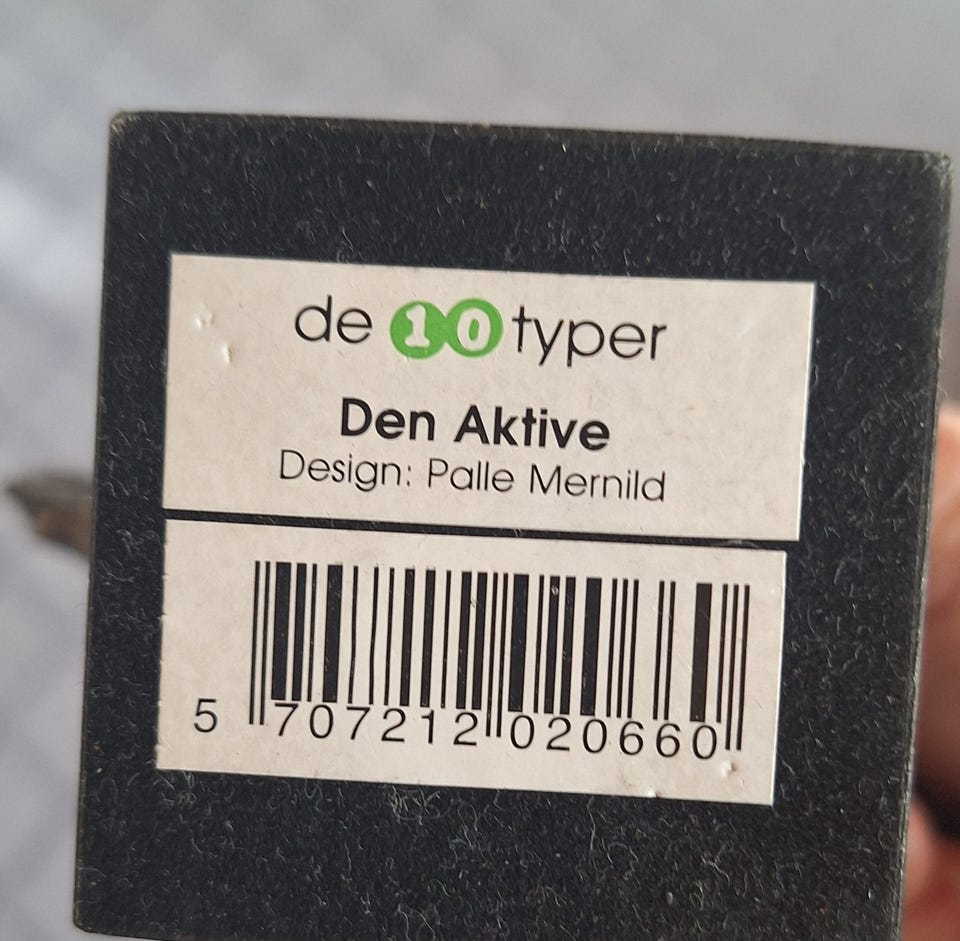 de 10 typer
Den Aktive
Design: Palle Mernild
5 707212 020660